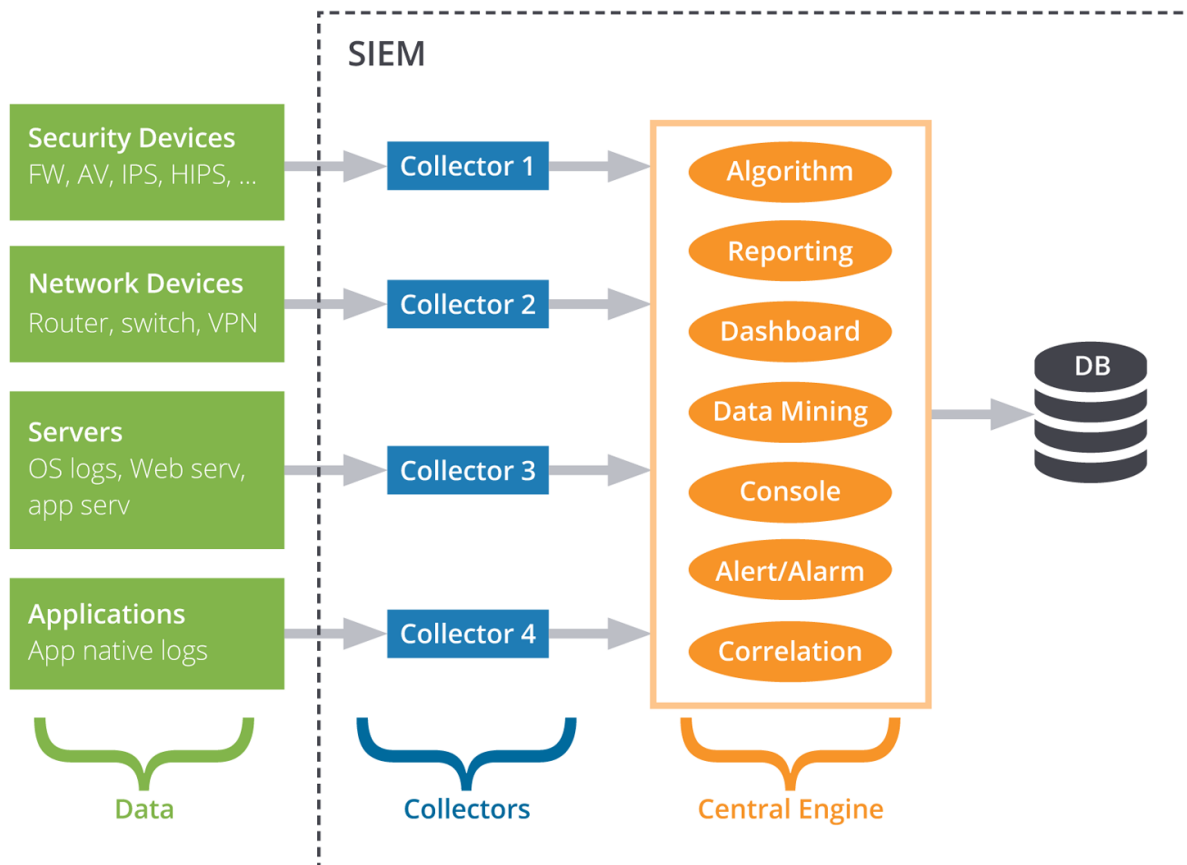 SIEM
Security Devices
FW, AV, IPS, HIPS, ...
Collector 1
Network Devices
Router, switch, VPN
Collector 2
Servers
OS logs, Web serv,
app serv
Collector 3
Applications
App native logs
Collector 4
Algorithm
Reporting
Dashboard
Data Mining
Console
Alert/Alarm
Correlation
DB
Data
Collectors
Central Engine